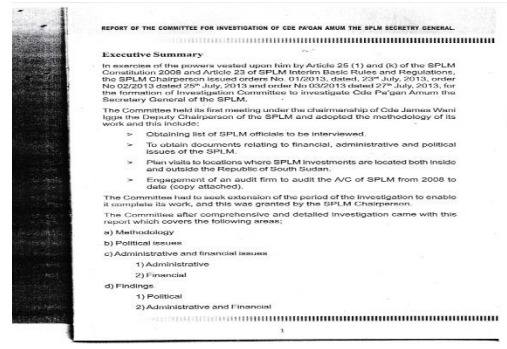 REPORT OF THE COMMITTEE FOR INVESTIGATION OF CDE PA'GAN AMUM THE SPLM SECRETRY GENERAL.
Executive Summary
In exercise of the powers vested upon him by Article 25 (1) and (k) of the SPLM
Constitution 2008 and Article 23 of SPLM Interim Basic Rules and Regulations,
the SPLM Chairperson issued orders No. 01/2013, dated, 23rd July, 2013, order
No 02/2013 dated 25th July, 2013 and order No 03/2013 dated 27th July, 2013, for
the formation of Investigation Committee to investigate Cde Pa'gan Amum the
Secretary General of the SPLM.
The Committee held its first meeting under the chairmanship of Cde James Wani
Igga the Deputy Chairperson of the SPLM and adopted the methodology of its
work and this include;
> Obtaining list of SPLM officials to be interviewed.
> To obtain documents relating to financial, administrative and political
issues of the SPLM.
> Plan visits to locations where SPLM investments are located both inside
and outside the Republic of South Sudan.
> Engagement of an audit firm to audit the A/C of SPLM from 2008 to
date (copy attached).
The Committee had to seek extension of the period of the investigation to enable
it complete its work, and this was granted by the SPLM Chairperson.
The Committee after comprehensive and detailed investigation came with this
report which covers the following areas;
a) Methodology
b) Political issues
c) Administrative and financial issues
1) Administrative
2) Financial
d) Findings
1) Political
2) Administrative and Financial
1